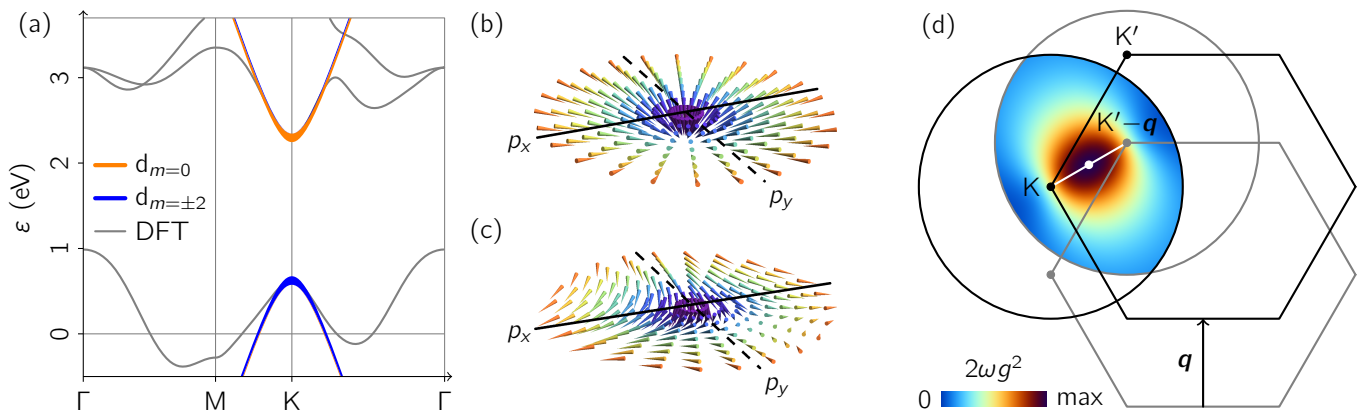 (a)
ε (eV)
3
2
1
0
d_{m=0}
d_{m=±2}
DFT
Γ
M
K
Γ
(b)
p_x
p_y
(c)
p_x
p_y
(d)
K′
K′−q
K
q
2ωg²
0
max